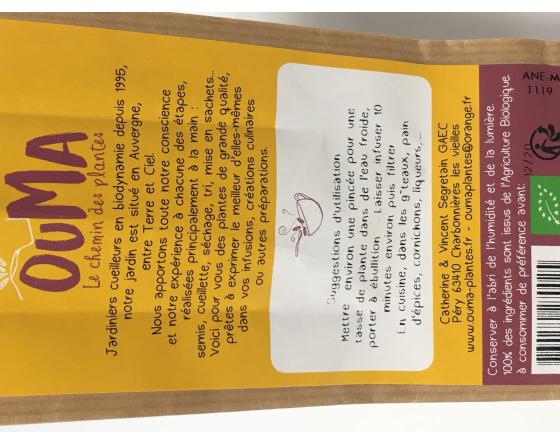 OUMA
Le chemin des plantes
Jardiniers cueilleurs en biodynamie depuis 1995,
notre jardin est situé en Auvergne,
entre Terre et Ciel.
Nous apportons toute notre conscience
et notre expérience à chacune des étapes,
réalisées principalement à la main :
semis, cueillette, séchage, tri, mise en sachets...
Voici pour vous des plantes de grande qualité,
prêtes à exprimer le meilleur d'elles-mêmes
dans vos infusions, créations culinaires
ou autres préparations.
Suggestions d'utilisation
Mettre environ une pincée pour une
tasse de plante dans de l'eau froide,
porter à ébullition, laisser infuser 10
minutes environ puis filtrer
En cuisine, dans les g^teaux, pain
d'épices, cornichons, liqueurs,...
Catherine & Vincent Segretain GAEC
Péry 63410 Charbonnières les vieilles
www.ouma-plantes.fr - oumaplantes@orange.fr
Conserver à l'abri de l'humidité et de la lumière.
100% des ingrédients sont issus de l'Agriculture Biologique.
à consommer de préférence avant: 12/20
ANE-M
1119